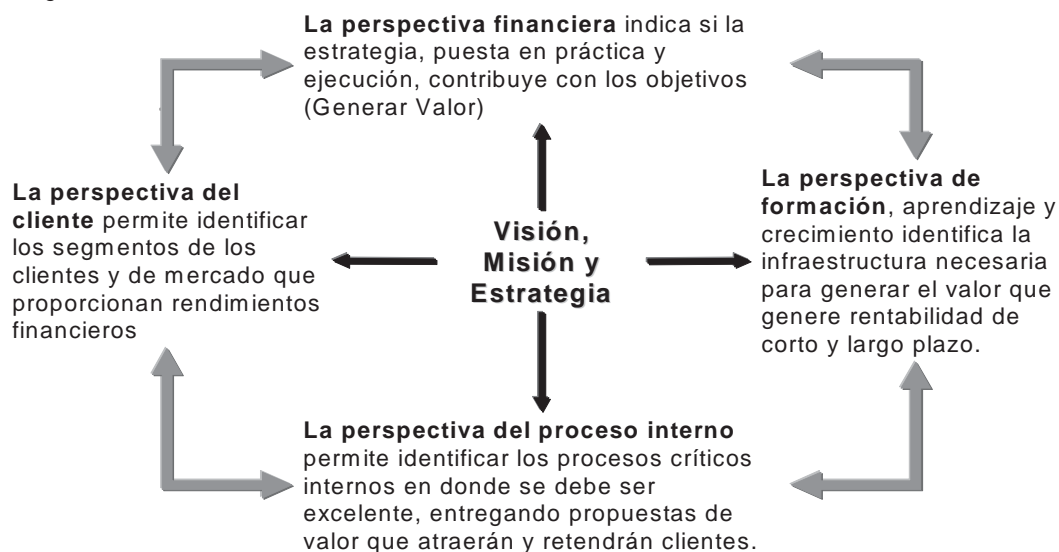 La perspectiva financiera indica si la
estrategia, puesta en práctica y
ejecución, contribuye con los objetivos
(Generar Valor)
La perspectiva del
cliente permite identificar
los segmentos de los
clientes y de mercado que
proporcionan rendimientos
financieros
Visión,
Misión y
Estrategia
La perspectiva de
formación, aprendizaje y
crecimiento identifica la
infraestructura necesaria
para generar el valor que
genere rentabilidad de
corto y largo plazo.
La perspectiva del proceso interno
permite identificar los procesos críticos
internos en donde se debe ser
excelente, entregando propuestas de
valor que atraerán y retendrán clientes.